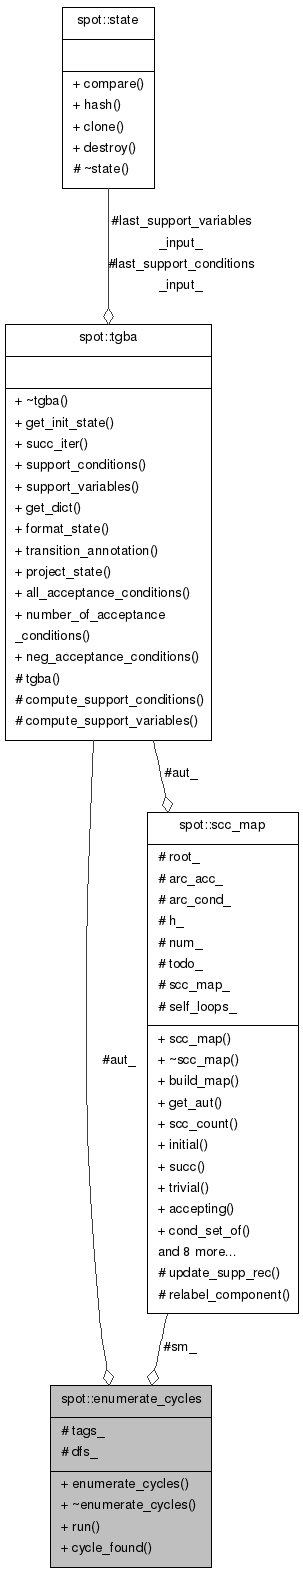 spot::state
+ compare()
+ hash()
+ clone()
+ destroy()
# ~state()
#last_support_variables
_input_
#last_support_conditions
_input_
spot::tgba
+ ~tgba()
+ get_init_state()
+ succ_iter()
+ support_conditions()
+ support_variables()
+ get_dict()
+ format_state()
+ transition_annotation()
+ project_state()
+ all_acceptance_conditions()
+ number_of_acceptance
_conditions()
+ neg_acceptance_conditions()
# tgba()
# compute_support_conditions()
# compute_support_variables()
#aut_
spot::scc_map
# root_
# arc_acc_
# arc_cond_
# h_
# num_
# todo_
# scc_map_
# self_loops_
+ scc_map()
+ ~scc_map()
+ build_map()
+ get_aut()
+ scc_count()
+ initial()
+ succ()
+ trivial()
+ accepting()
+ cond_set_of()
and 8 more...
# update_supp_rec()
# relabel_component()
#aut_
#sm_
spot::enumerate_cycles
# tags_
# dfs_
+ enumerate_cycles()
+ ~enumerate_cycles()
+ run()
+ cycle_found()